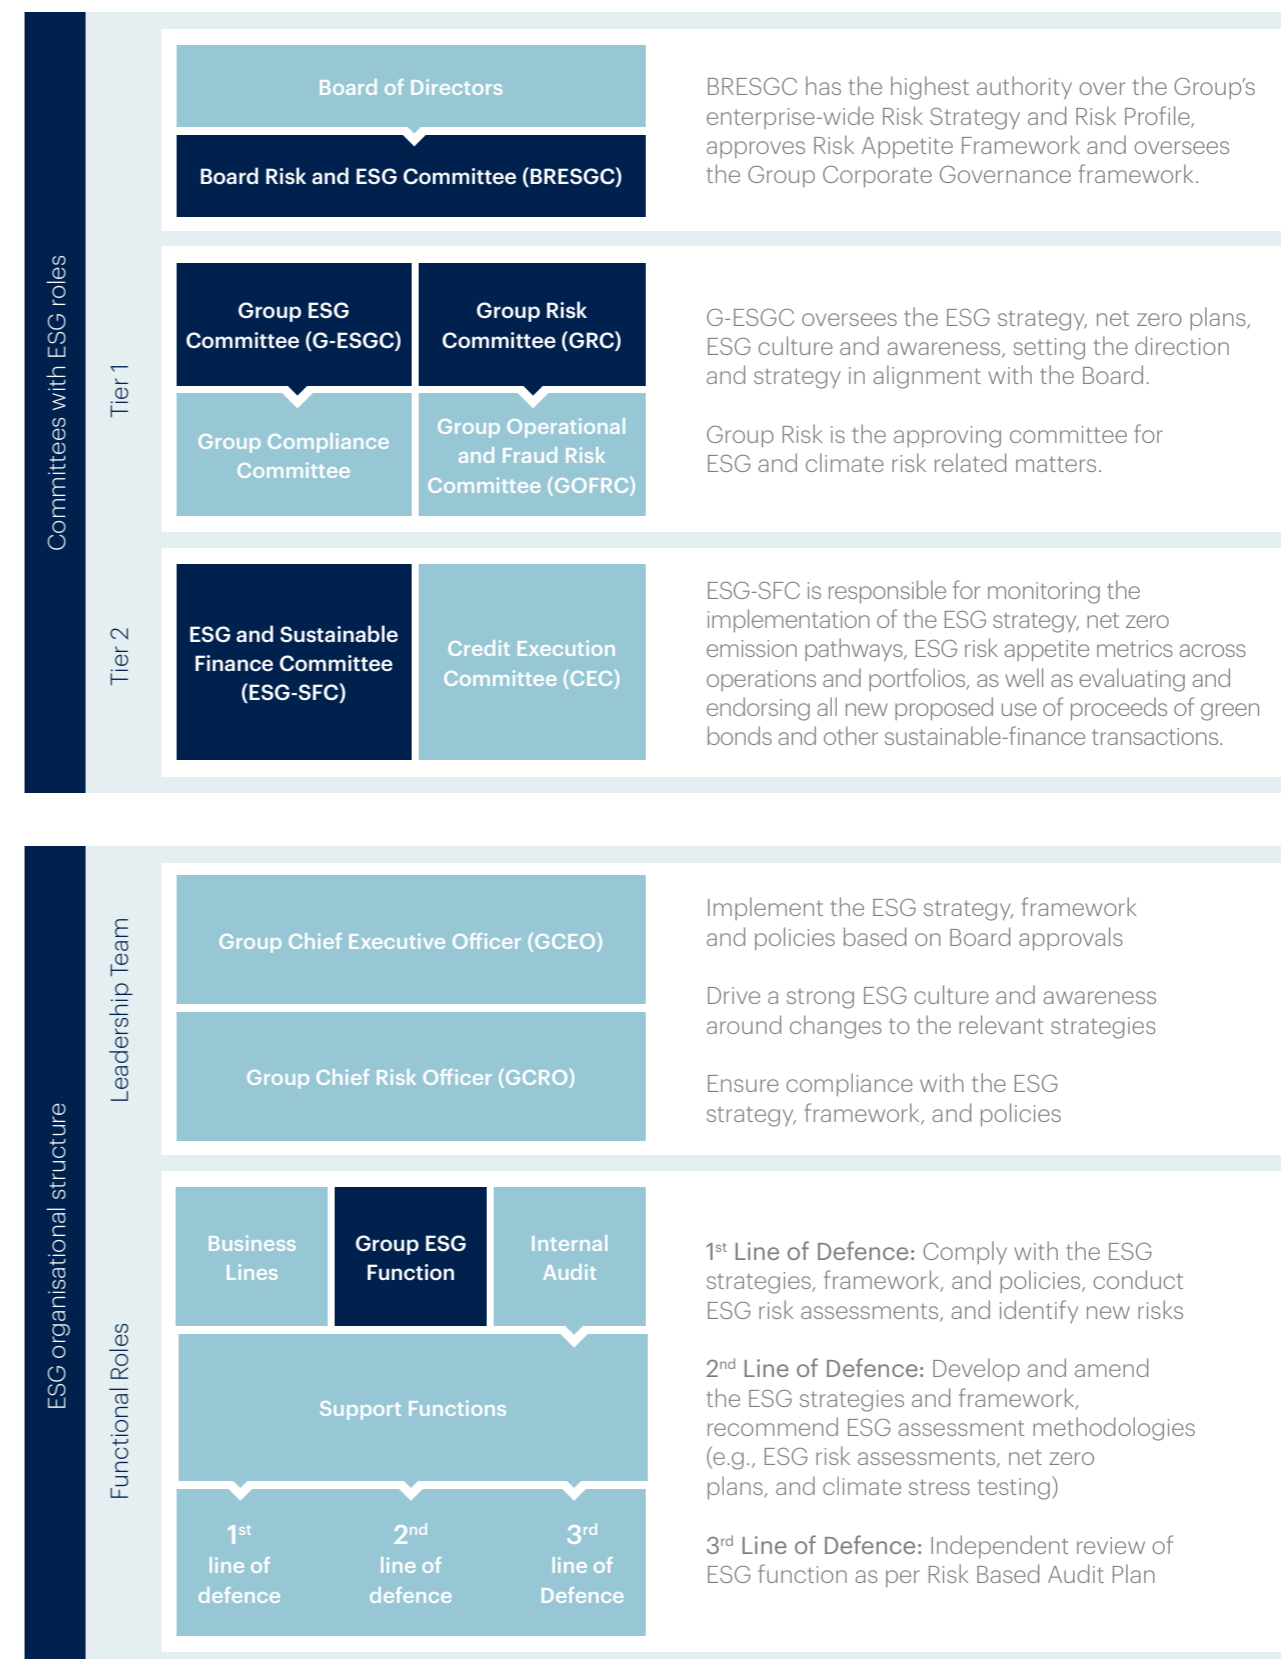 Committees with ESG roles
Board of Directors
Board Risk and ESG Committee (BRESGC)
BRESGC has the highest authority over the Group’s
enterprise-wide Risk Strategy and Risk Profile,
approves Risk Appetite Framework and oversees
the Group Corporate Governance framework.
Tier 1
Group ESG
Committee (G-ESGC)
Group Risk
Committee (GRC)
Group Compliance
Committee
Group Operational
and Fraud Risk
Committee (GOFRC)
G-ESGC oversees the ESG strategy, net zero plans,
ESG culture and awareness, setting the direction
and strategy in alignment with the Board.
Group Risk is the approving committee for
ESG and climate risk related matters.
Tier 2
ESG and Sustainable
Finance Committee
(ESG-SFC)
Credit Execution
Committee (CEC)
ESG-SFC is responsible for monitoring the
implementation of the ESG strategy, net zero
emission pathways, ESG risk appetite metrics across
operations and portfolios, as well as evaluating and
endorsing all new proposed use of proceeds of green
bonds and other sustainable-finance transactions.
ESG organisational structure
Leadership Team
Group Chief Executive Officer (GCEO)
Group Chief Risk Officer (GCRO)
Implement the ESG strategy, framework
and policies based on Board approvals
Drive a strong ESG culture and awareness
around changes to the relevant strategies
Ensure compliance with the ESG
strategy, framework, and policies
Functional Roles
Business
Lines
Group ESG
Function
Internal
Audit
Support Functions
1st
line of
defence
2nd
line of
defence
3rd
line of
Defence
1st Line of Defence: Comply with the ESG
strategies, framework, and policies, conduct
ESG risk assessments, and identify new risks
2nd Line of Defence: Develop and amend
the ESG strategies and framework,
recommend ESG assessment methodologies
(e.g., ESG risk assessments, net zero
plans, and climate stress testing)
3rd Line of Defence: Independent review of
ESG function as per Risk Based Audit Plan